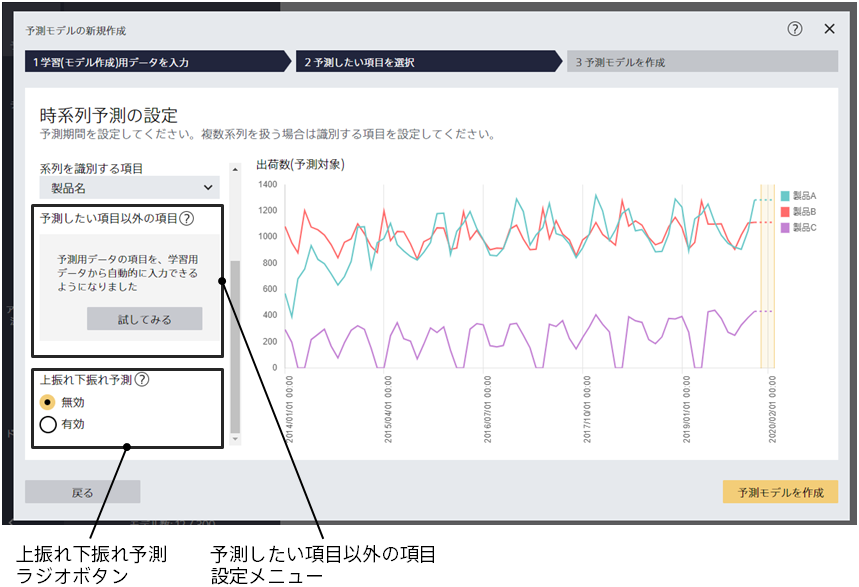 予測モデルの新規作成
1 学習(モデル作成)用データを入力
2 予測したい項目を選択
3 予測モデルを作成
時系列予測の設定
予測期間を設定してください。複数系列を扱う場合は識別する項目を設定してください。
系列を識別する項目
製品名
予測したい項目以外の項目?
予測用データの項目を、学習用
データから自動的に入力できる
ようになりました
試してみる
上振れ下振れ予測?
無効
有効
出荷数(予測対象)
1400
1200
1000
800
600
400
200
0
2014/01/01 00:00
2015/04/01 00:00
2016/07/01 00:00
2017/10/01 00:00
2019/01/01 00:00
2020/02/01 00:00
製品A
製品B
製品C
戻る
予測モデルを作成
上振れ下振れ予測
ラジオボタン
予測したい項目以外の項目
設定メニュー